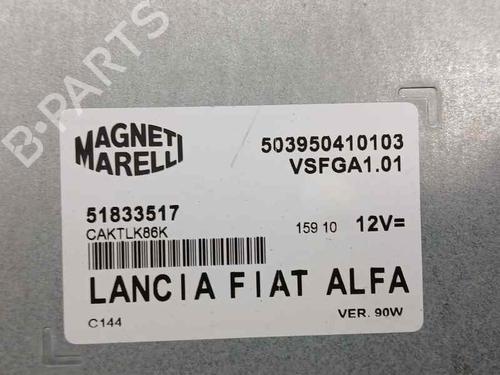 B-PARTS
MAGNETI
MARELLI
503950410103
VSFGA1.01
51833517
CAKTLK86K
159 10 12V=
LANCIA FIAT ALFA
C144
VER. 90W